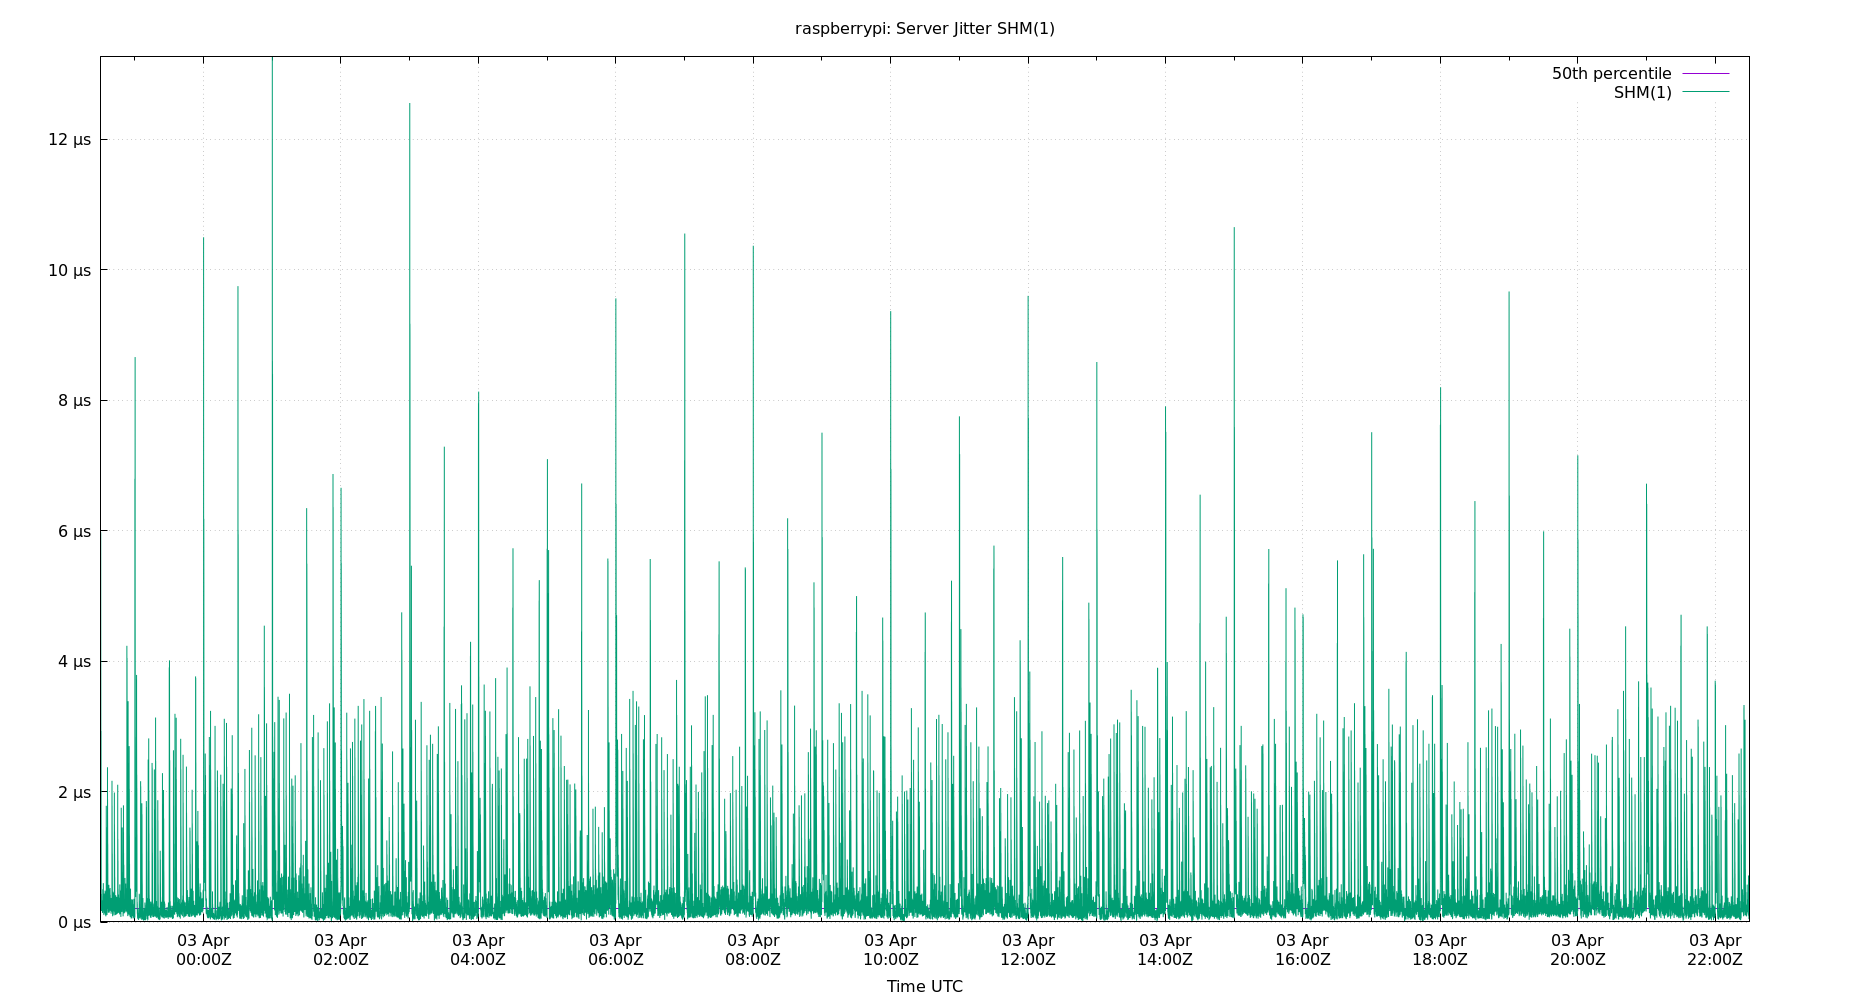 raspberrypi: Server Jitter SHM(1)
50th percentile
SHM(1)
12 µs
10 µs
8 µs
6 µs
4 µs
2 µs
0 µs
03 Apr 03 Apr 03 Apr 03 Apr 03 Apr 03 Apr 03 Apr 03 Apr 03 Apr 03 Apr 03 Apr 03 Apr
00:00Z 02:00Z 04:00Z 06:00Z 08:00Z 10:00Z 12:00Z 14:00Z 16:00Z 18:00Z 20:00Z 22:00Z
Time UTC